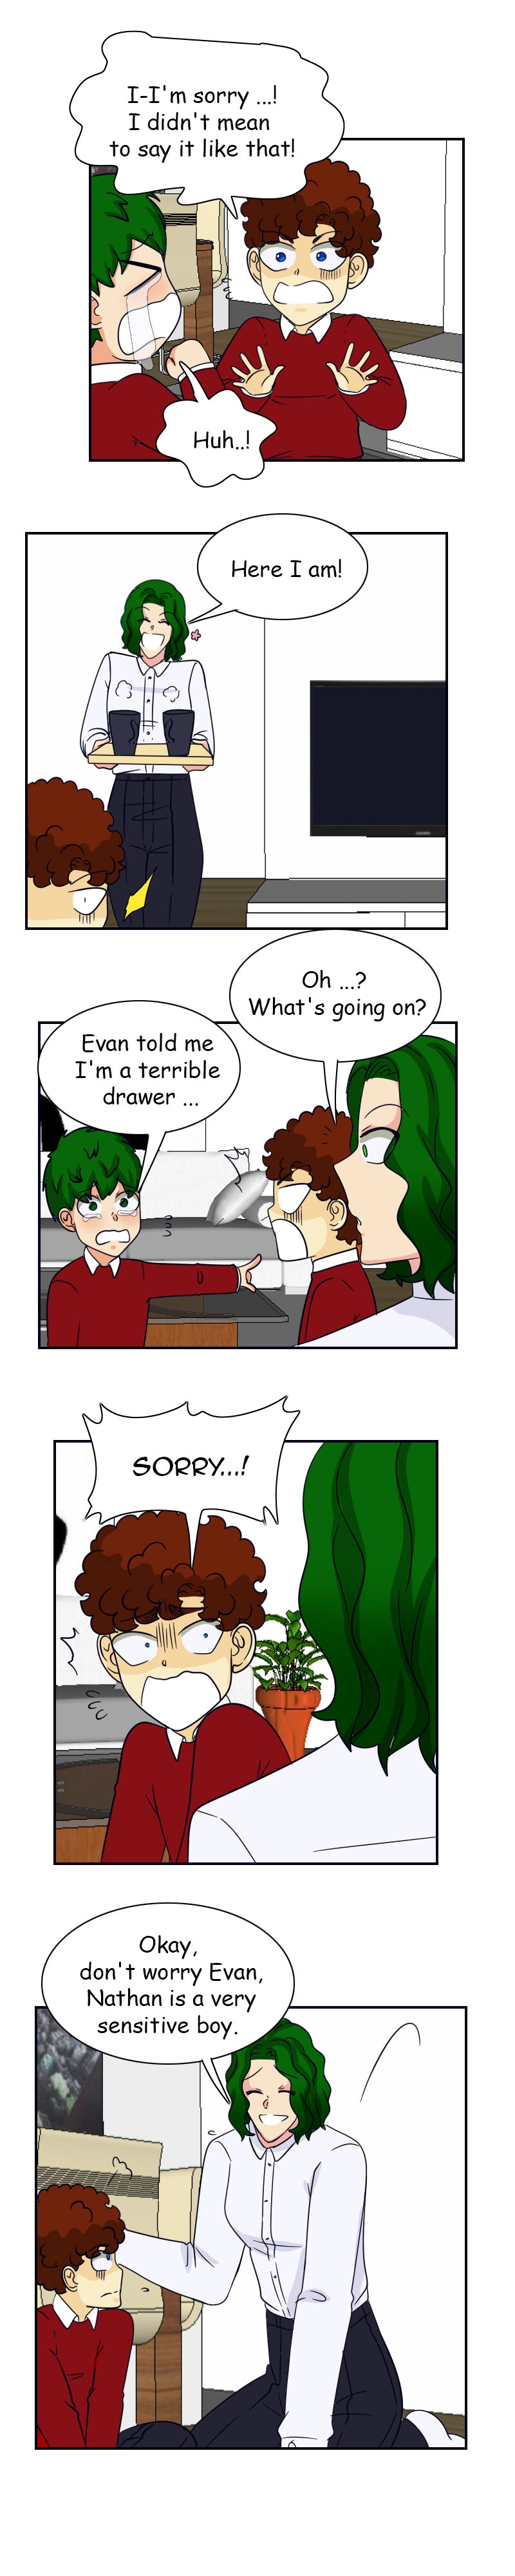 I-I'm sorry ...!
I didn't mean
to say it like that!
Huh..!
Here I am!
Oh ...?
What's going on?
Evan told me
I'm a terrible
drawer ...
SORRY...!
Okay,
don't worry Evan,
Nathan is a very
sensitive boy.